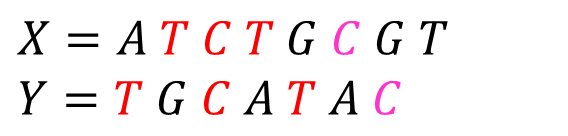 X = A T C T G C G T
Y = T G C A T A C